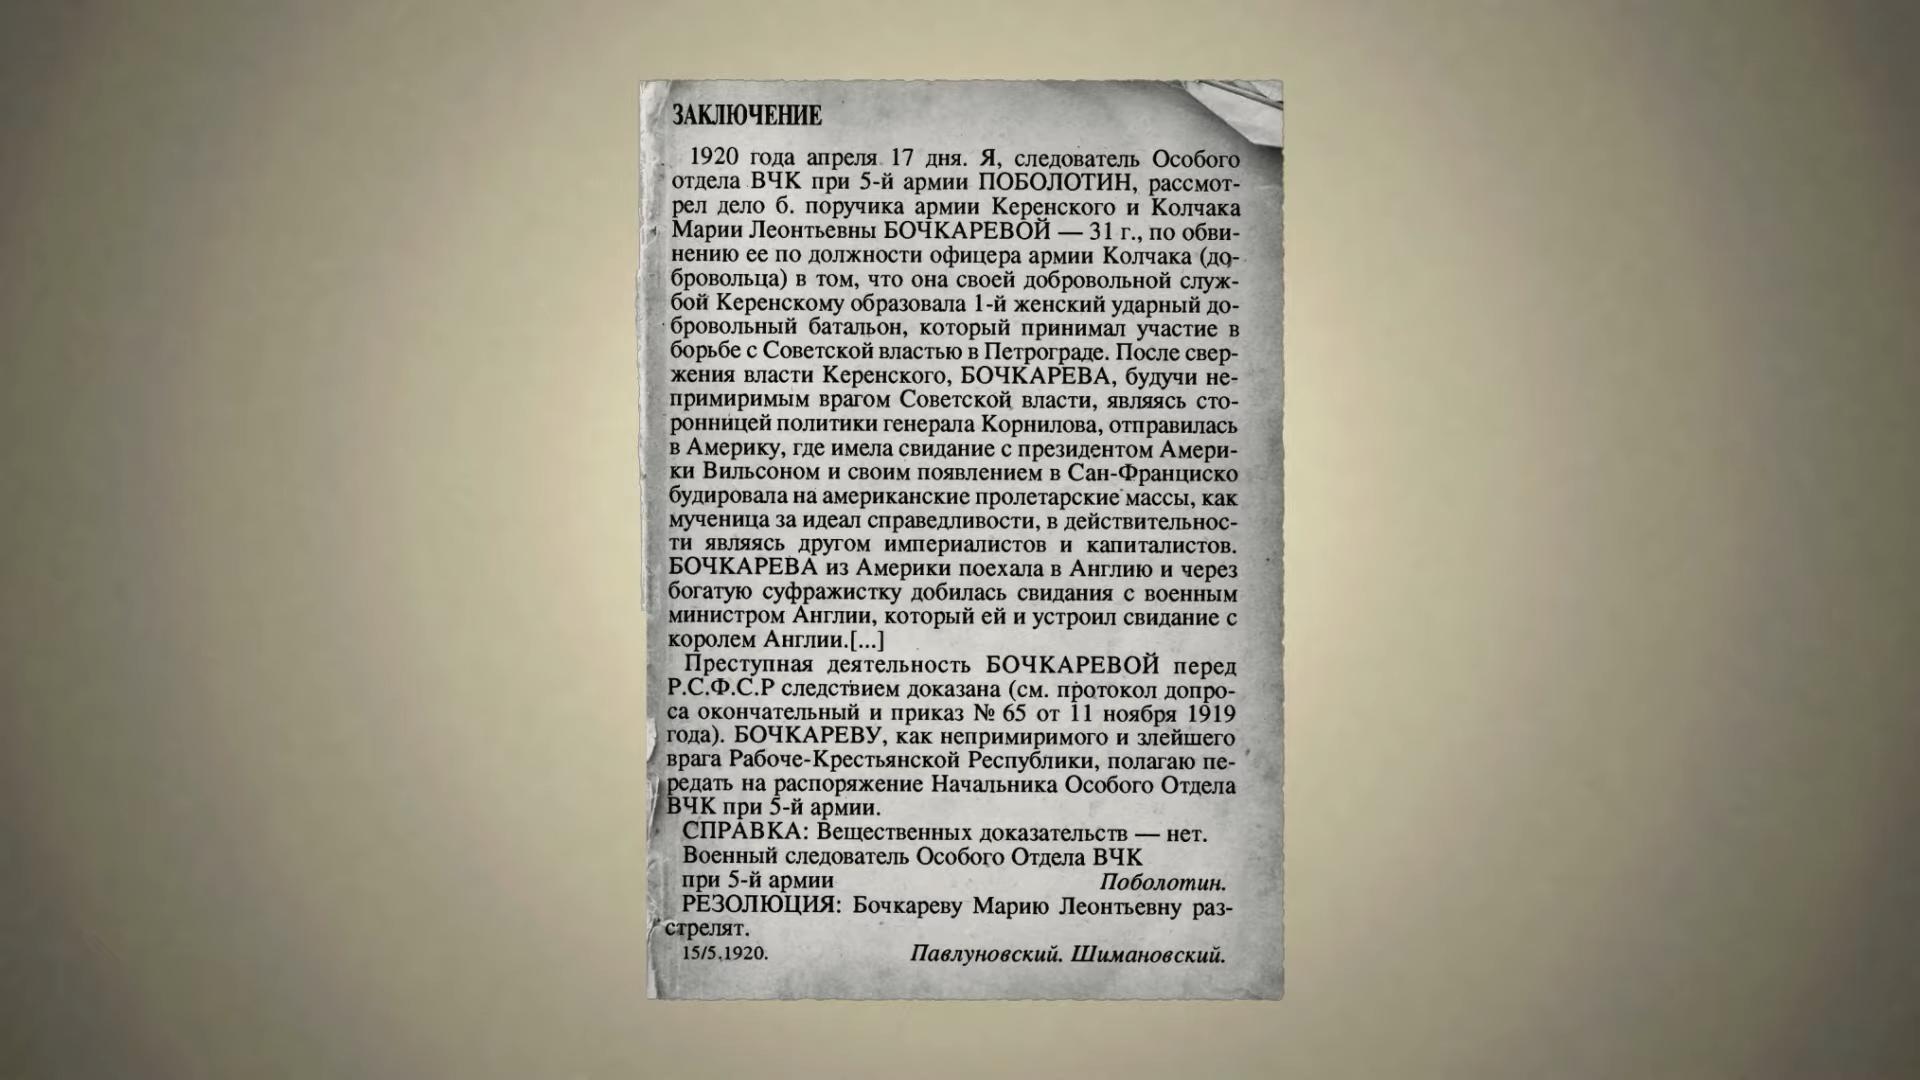 ЗАКЛЮЧЕНИЕ
1920 года апреля 17 дня. Я, следователь Особого
отдела ВЧК при 5-й армии ПОБОЛОТИН, рассмот-
рел дело б. поручика армии Керенского и Колчака
Марии Леонтьевны БОЧКАРЕВОЙ — 31 г., по обви-
нению ее по должности офицера армии Колчака (до-
бровольца) в том, что она своей добровольной служ-
бой Керенскому образовала 1-й женский ударный до-
бровольный батальон, который принимал участие в
борьбе с Советской властью в Петрограде. После свер-
жения власти Керенского, БОЧКАРЕВА, будучи не-
примиримым врагом Советской власти, являясь сто-
ронницей политики генерала Корнилова, отправилась
в Америку, где имела свидание с президентом Амери-
ки Вильсоном и своим появлением в Сан-Франциско
будировала на американские пролетарские массы, как
мученица за идеал справедливости, в действительнос-
ти являясь другом империалистов и капиталистов.
БОЧКАРЕВА из Америки поехала в Англию и через
богатую суфражистку добилась свидания с военным
министром Англии, который ей и устроил свидание с
королем Англии.[...]
Преступная деятельность БОЧКАРЕВОЙ перед
Р.С.Ф.С.Р следствием доказана (см. протокол допро-
са окончательный и приказ № 65 от 11 ноября 1919
года). БОЧКАРЕВУ, как непримиримого и злейшего
врага Рабоче-Крестьянской Республики, полагаю пе-
редать на распоряжение Начальника Особого Отдела
ВЧК при 5-й армии.
СПРАВКА: Вещественных доказательств — нет.
Военный следователь Особого Отдела ВЧК
при 5-й армии Поболотин.
РЕЗОЛЮЦИЯ: Бочкареву Марию Леонтьевну раз-
стрелят.
15/5.1920. Павлуновский. Шимановский.